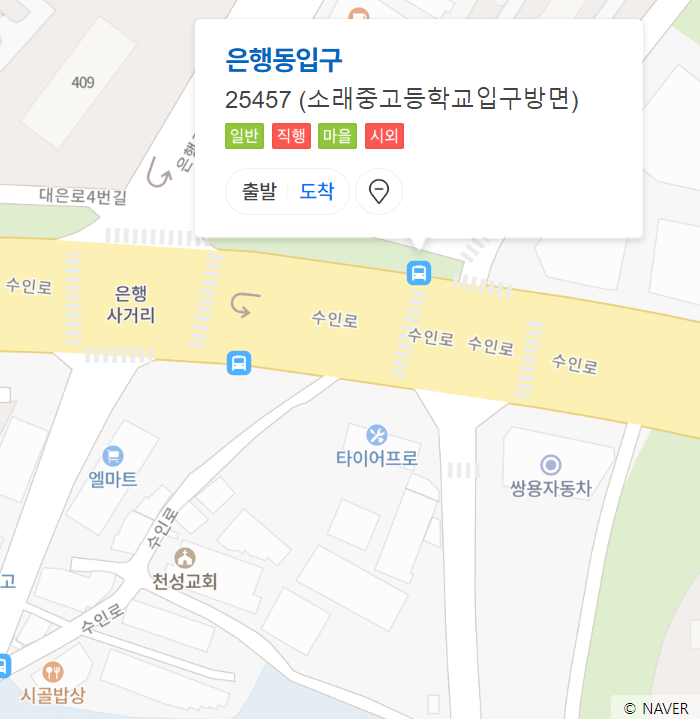 은행동입구
25457 (소래중고등학교입구방면)
일반 직행 마을 시외
출발 도착
409
은행
대은로4번길
수인로
은행
사거리
수인로
수인로
수인로
수인로
타이어프로
엘마트
쌍용자동차
수인로
천성교회
고
수인로
시골밥상
© NAVER